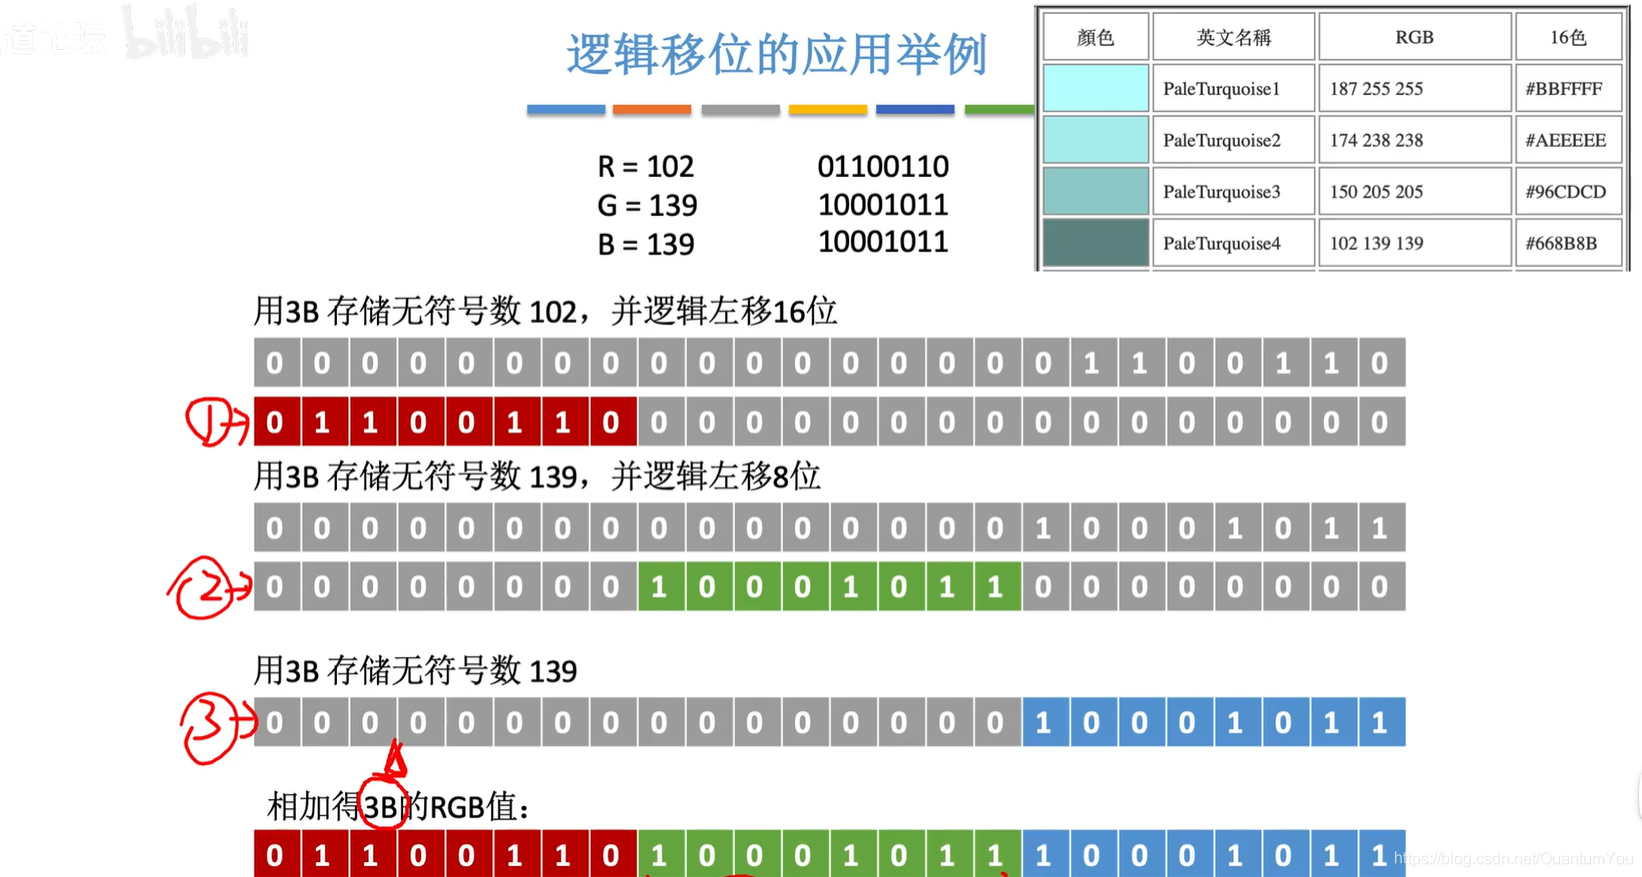 道论坛 bilibili
逻辑移位的应用举例
顏色 英文名稱 RGB 16色
PaleTurquoise1 187 255 255 #BBFFFF
PaleTurquoise2 174 238 238 #AEEEEE
PaleTurquoise3 150 205 205 #96CDCD
PaleTurquoise4 102 139 139 #668B8B
R = 102 01100110
G = 139 10001011
B = 139 10001011
用3B 存储无符号数 102，并逻辑左移16位
0 0 0 0 0 0 0 0 0 0 0 0 0 0 0 0 0 1 1 0 0 1 1 0
① 0 1 1 0 0 1 1 0 0 0 0 0 0 0 0 0 0 0 0 0 0 0 0 0
用3B 存储无符号数 139，并逻辑左移8位
0 0 0 0 0 0 0 0 0 0 0 0 0 0 0 0 1 0 0 0 1 0 1 1
② 0 0 0 0 0 0 0 0 1 0 0 0 1 0 1 1 0 0 0 0 0 0 0 0
用3B 存储无符号数 139
③ 0 0 0 0 0 0 0 0 0 0 0 0 0 0 0 0 1 0 0 0 1 0 1 1
相加得3B的RGB值：
0 1 1 0 0 1 1 0 1 0 0 0 1 0 1 1 1 0 0 0 1 0 1 1
https://blog.csdn.net/QuantumYou